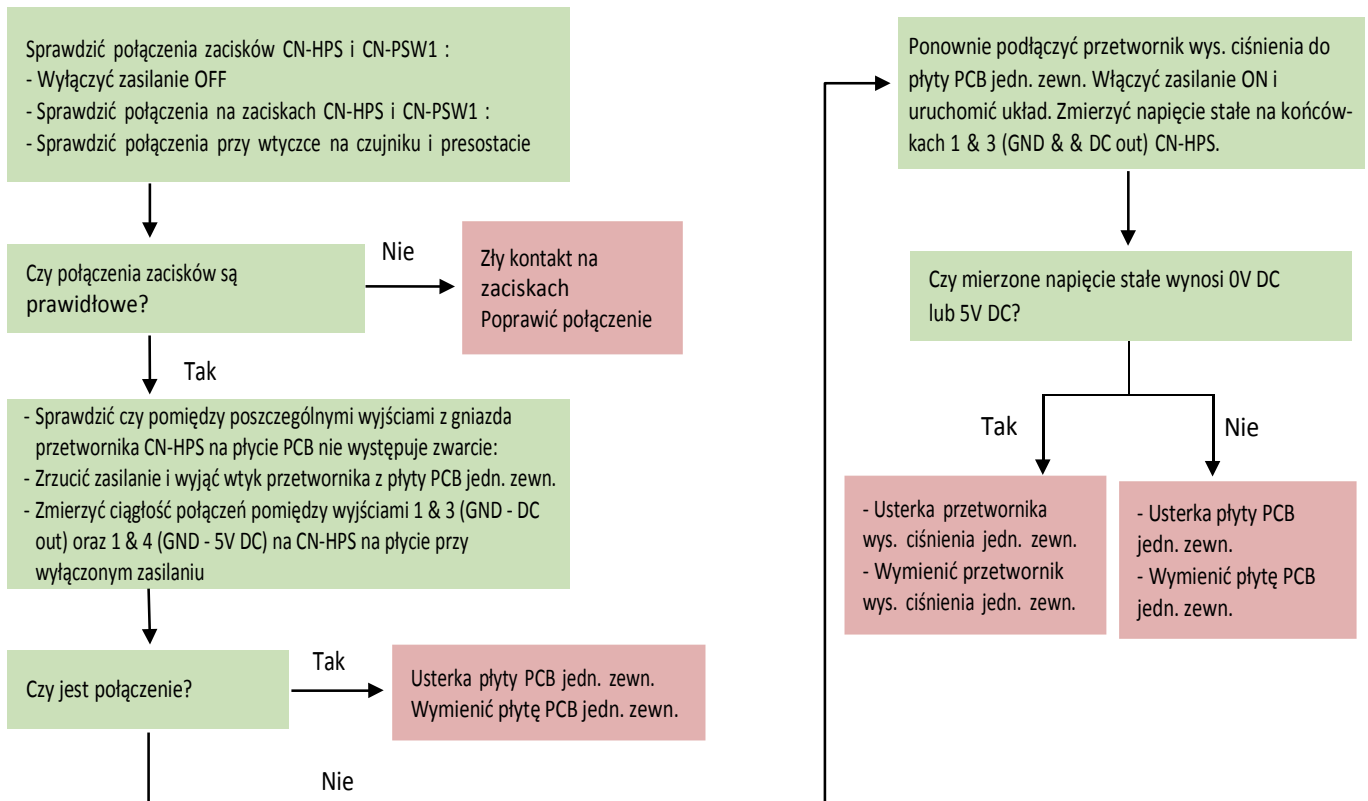 Sprawdzić połączenia zacisków CN-HPS i CN-PSW1 :
- Wyłączyć zasilanie OFF
- Sprawdzić połączenia na zaciskach CN-HPS i CN-PSW1 :
- Sprawdzić połączenia przy wtyczce na czujniku i presostacie
Czy połączenia zacisków są
prawidłowe?
Nie
Zły kontakt na
zaciskach
Poprawić połączenie
Tak
- Sprawdzić czy pomiędzy poszczególnymi wyjściami z gniazda
przetwornika CN-HPS na płycie PCB nie występuje zwarcie:
- Zrzucić zasilanie i wyjąć wtyk przetwornika z płyty PCB jedn. zewn.
- Zmierzyć ciągłość połączeń pomiędzy wyjściami 1 & 3 (GND - DC
out) oraz 1 & 4 (GND - 5V DC) na CN-HPS na płycie przy
wyłączonym zasilaniu
Czy jest połączenie?
Tak
Usterka płyty PCB jedn. zewn.
Wymienić płytę PCB jedn. zewn.
Nie
Ponownie podłączyć przetwornik wys. ciśnienia do
płyty PCB jedn. zewn. Włączyć zasilanie ON i
uruchomić układ. Zmierzyć napięcie stałe na końców-
kach 1 & 3 (GND & & DC out) CN-HPS.
Czy mierzone napięcie stałe wynosi 0V DC
lub 5V DC?
Tak
Nie
- Usterka przetwornika
wys. ciśnienia jedn. zewn.
- Wymienić przetwornik
wys. ciśnienia jedn. zewn.
- Usterka płyty PCB
jedn. zewn.
- Wymienić płytę PCB
jedn. zewn.